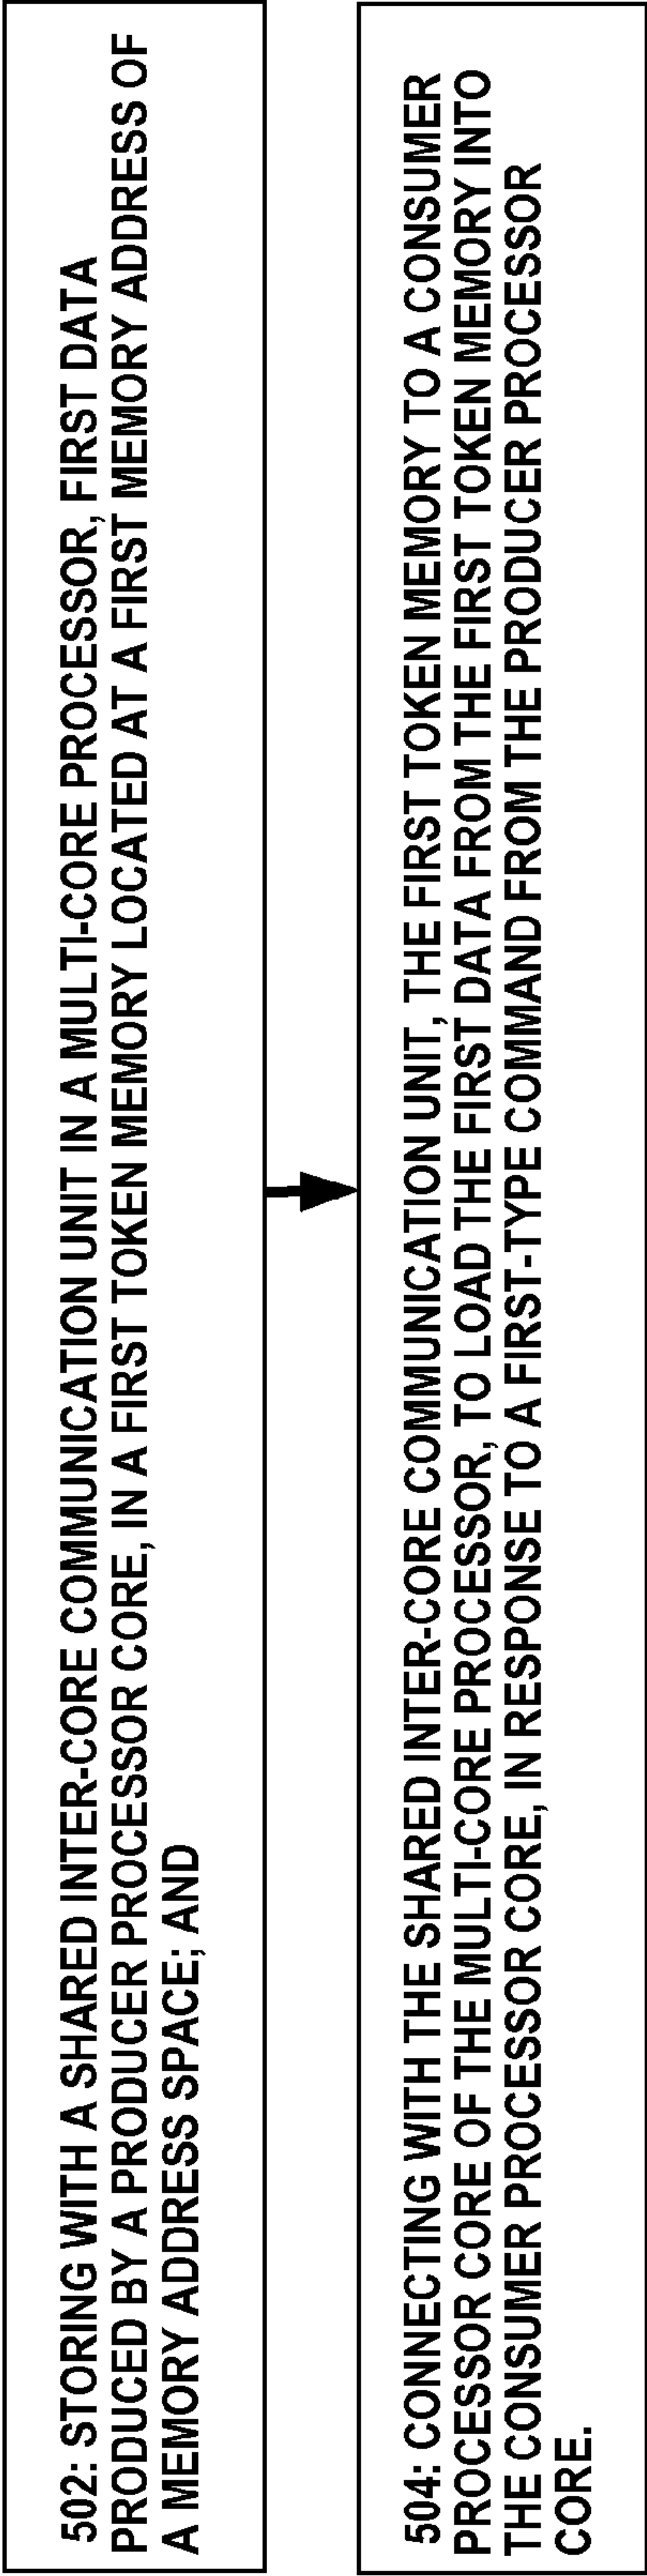 502: STORING WITH A SHARED INTER-CORE COMMUNICATION UNIT IN A MULTI-CORE PROCESSOR, FIRST DATA
PRODUCED BY A PRODUCER PROCESSOR CORE, IN A FIRST TOKEN MEMORY LOCATED AT A FIRST MEMORY ADDRESS OF
A MEMORY ADDRESS SPACE; AND
504: CONNECTING WITH THE SHARED INTER-CORE COMMUNICATION UNIT, THE FIRST TOKEN MEMORY TO A CONSUMER
PROCESSOR CORE OF THE MULTI-CORE PROCESSOR, TO LOAD THE FIRST DATA FROM THE FIRST TOKEN MEMORY INTO
THE CONSUMER PROCESSOR CORE, IN RESPONSE TO A FIRST-TYPE COMMAND FROM THE PRODUCER PROCESSOR
CORE.